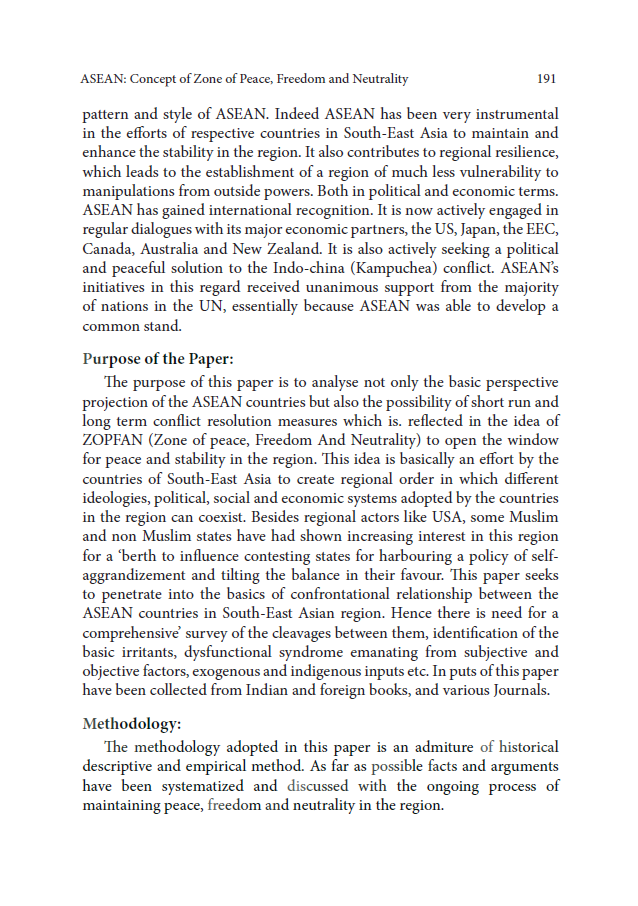 ASEAN: Concept of Zone of Peace, Freedom and Neutrality 191
pattern and style of ASEAN. Indeed ASEAN has been very instrumental
in the efforts of respective countries in South-East Asia to maintain and
enhance the stability in the region. It also contributes to regional resilience,
which leads to the establishment of a region of much less vulnerability to
manipulations from outside powers. Both in political and economic terms.
ASEAN has gained international recognition. It is now actively engaged in
regular dialogues with its major economic partners, the US, Japan, the EEC,
Canada, Australia and New Zealand. It is also actively seeking a political
and peaceful solution to the Indo-china (Kampuchea) conflict. ASEAN's
initiatives in this regard received unanimous support from the majority
of nations in the UN, essentially because ASEAN was able to develop a
common stand.
Purpose of the Paper:
The purpose of this paper is to analyse not only the basic perspective
projection of the ASEAN countries but also the possibility of short run and
long term conflict resolution measures which is. reflected in the idea of
ZOPFAN (Zone of peace, Freedom And Neutrality) to open the window
for peace and stability in the region. This idea is basically an effort by the
countries of South-East Asia to create regional order in which different
ideologies, political, social and economic systems adopted by the countries
in the region can coexist. Besides regional actors like USA, some Muslim
and non Muslim states have had shown increasing interest in this region
for a ‘berth to influence contesting states for harbouring a policy of self-
aggrandizement and tilting the balance in their favour. This paper seeks
to penetrate into the basics of confrontational relationship between the
ASEAN countries in South-East Asian region. Hence there is need for a
comprehensive’ survey of the cleavages between them, identification of the
basic irritants, dysfunctional syndrome emanating from subjective and
objective factors, exogenous and indigenous inputs etc. In puts of this paper
have been collected from Indian and foreign books, and various Journals.
Methodology:
The methodology adopted in this paper is an admiture of historical
descriptive and empirical method. As far as possible facts and arguments
have been systematized and discussed with the ongoing process of
maintaining peace, freedom and neutrality in the region.